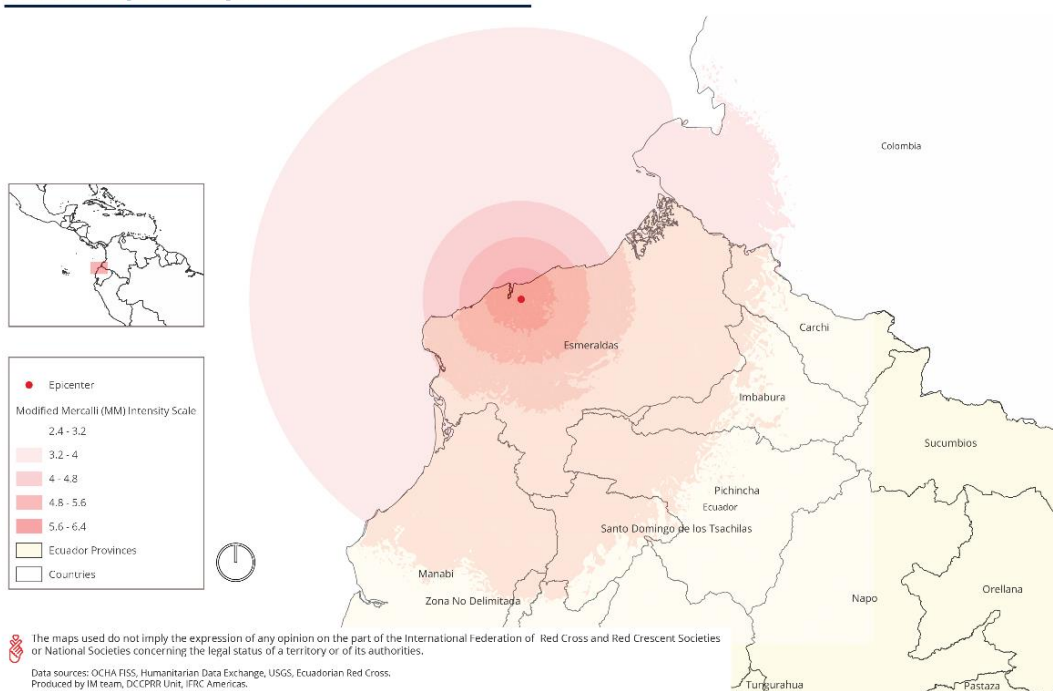 Colombia
Carchi
Esmeraldas
Imbabura
Sucumbios
Pichincha
Ecuador
Santo Domingo de los Tsachilas
Manabi
Zona No Delimitada
Napo
Orellana
Tungurahua
Pastaza
Epicenter
Modified Mercalli (MM) Intensity Scale
2.4 - 3.2
3.2 - 4
4 - 4.8
4.8 - 5.6
5.6 - 6.4
Ecuador Provinces
Countries
The maps used do not imply the expression of any opinion on the part of the International Federation of Red Cross and Red Crescent Societies
or National Societies concerning the legal status of a territory or of its authorities.
Data sources: OCHA FISS, Humanitarian Data Exchange, USGS, Ecuadorian Red Cross.
Produced by IM team, DCCPRR Unit, IFRC Americas.